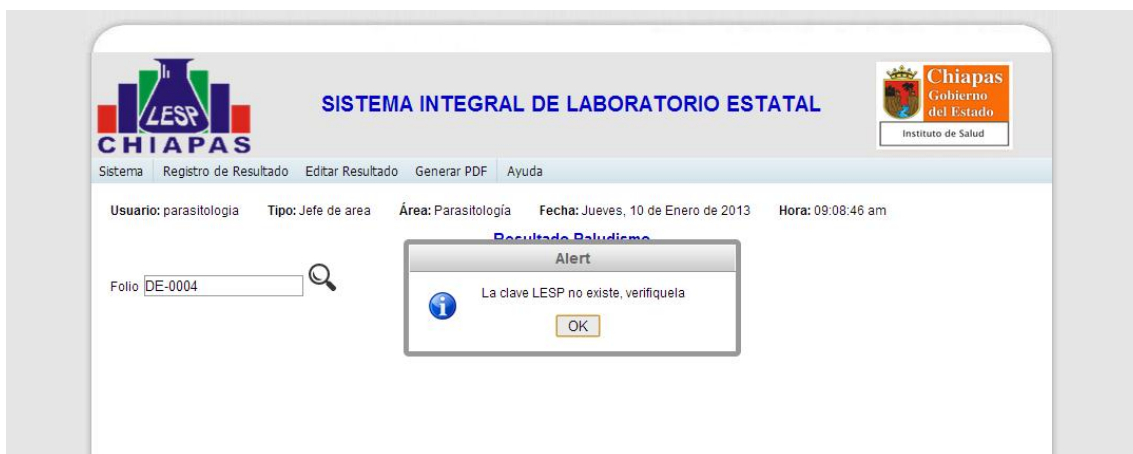 LESP
CHIAPAS
SISTEMA INTEGRAL DE LABORATORIO ESTATAL
Chiapas
Gobierno
del Estado
Instituto de Salud
Sistema Registro de Resultado Editar Resultado Generar PDF Ayuda
Usuario: parasitologia Tipo: Jefe de area Área: Parasitología Fecha: Jueves, 10 de Enero de 2013 Hora: 09:08:46 am
Resultado Paludismo
Alert
Folio DE-0004
La clave LESP no existe, verifiquela
OK